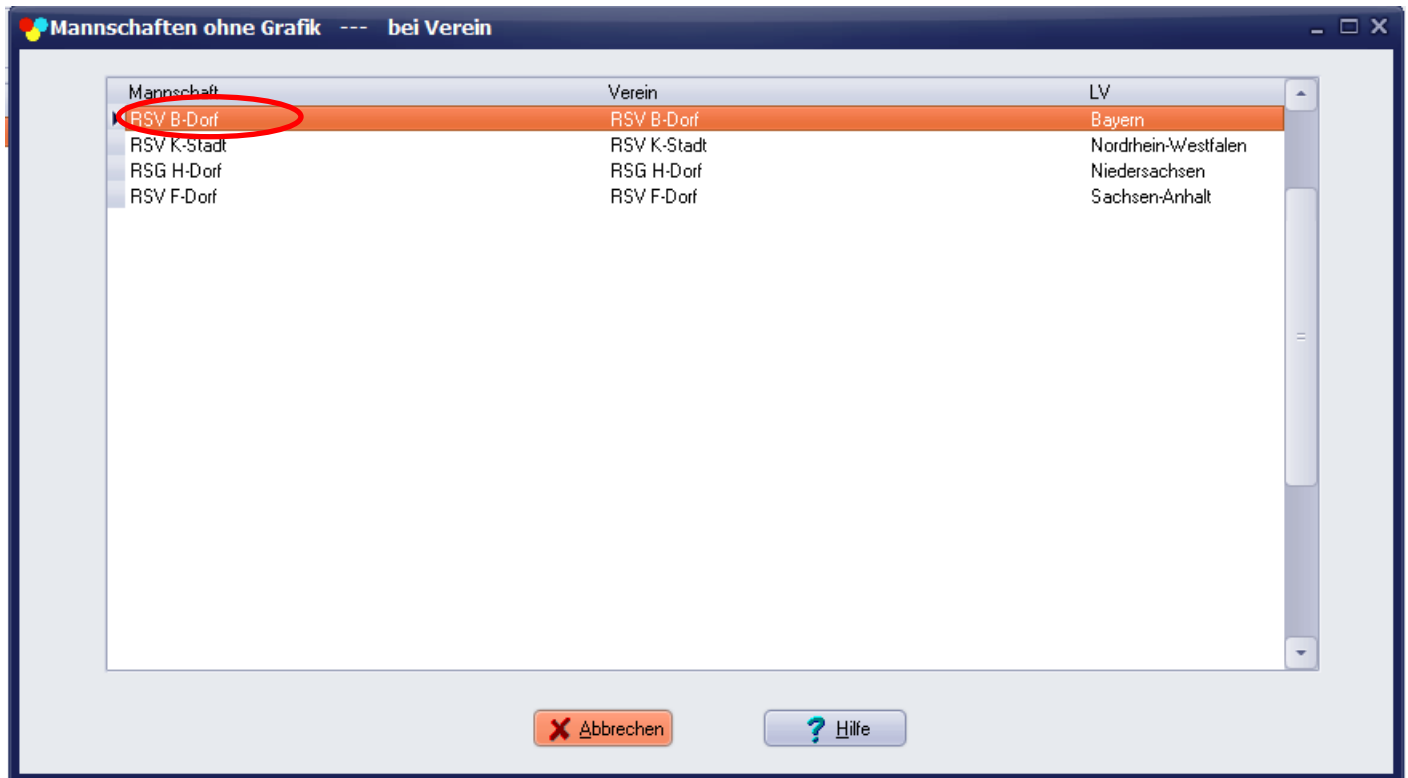 Mannschaften ohne Grafik --- bei Verein
Mannschaft Verein LV
RSV B-Dorf RSV B-Dorf Bayern
RSV K-Stadt RSV K-Stadt Nordrhein-Westfalen
RSG H-Dorf RSG H-Dorf Niedersachsen
RSV F-Dorf RSV F-Dorf Sachsen-Anhalt
Abbrechen ? Hilfe